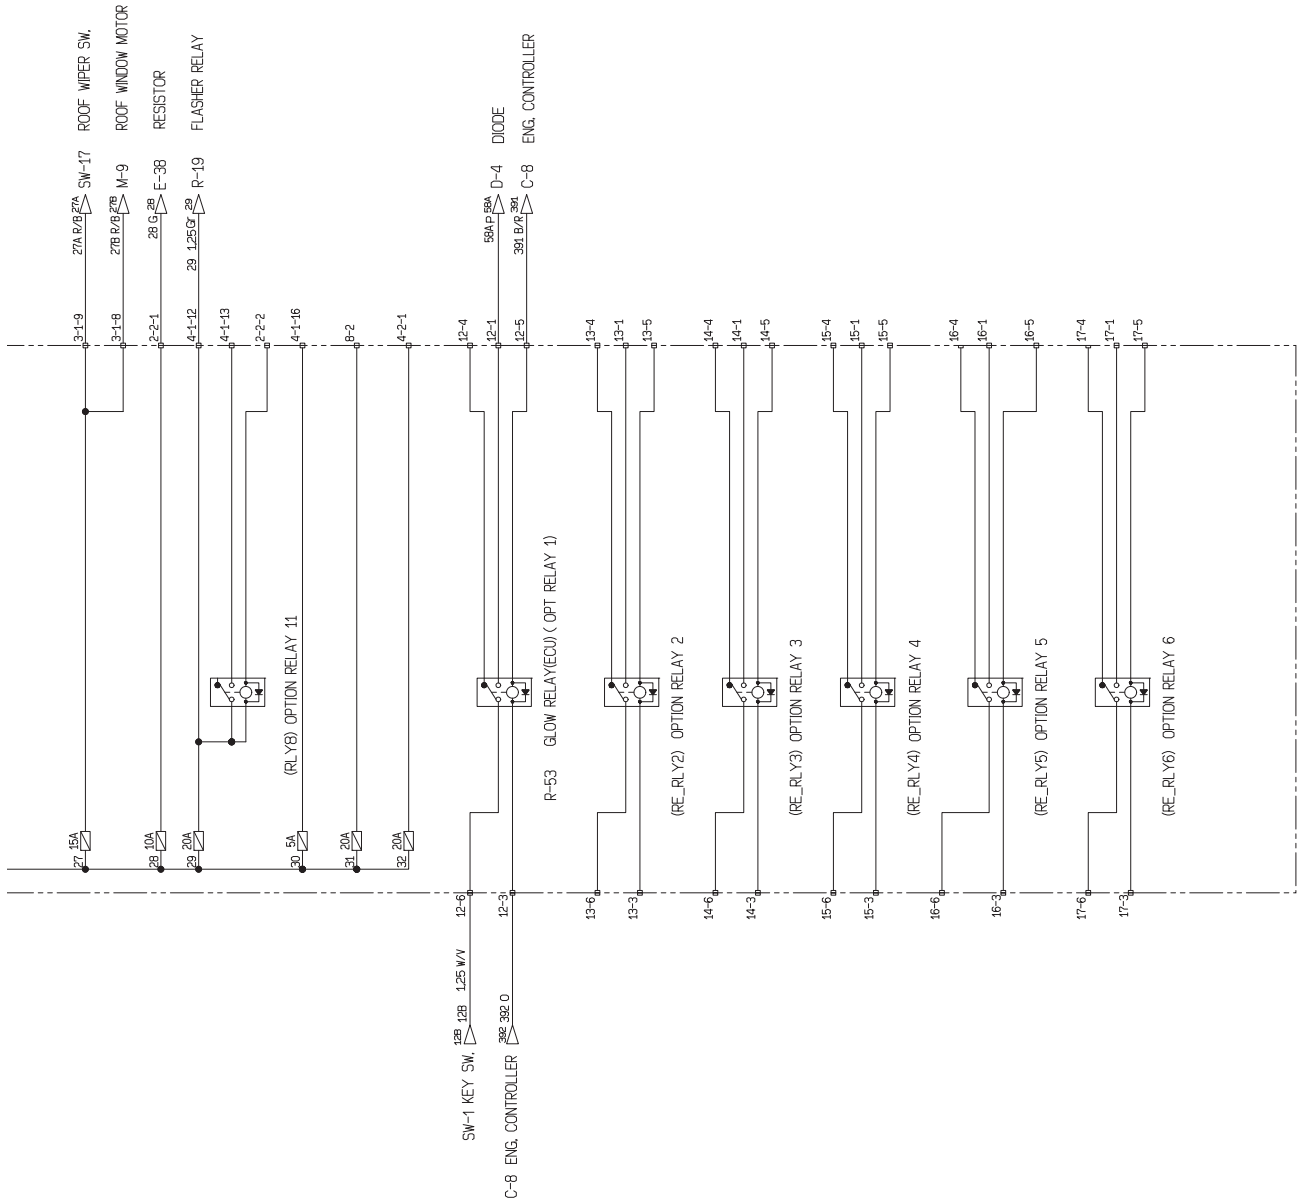 SW-17 ROOF WIPER SW.
M-9 ROOF WINDOW MOTOR
E-38 RESISTOR
R-19 FLASHER RELAY
D-4 DIODE
C-8 ENG. CONTROLLER
27A R/B 27A
27B R/B 27B
28 G 28
29 1.25Gr 29
58A P 58A
391 B/R 391
3-1-9
3-1-8
2-2-1
4-1-12
4-1-13
2-2-2
4-1-16
8-2
4-2-1
12-4
12-1
12-5
13-4
13-1
13-5
14-4
14-1
14-5
15-4
15-1
15-5
16-4
16-1
16-5
17-4
17-1
17-5
(RLY8) OPTION RELAY 11
R-53 GLOW RELAY(ECU) ( OPT RELAY 1)
(RE_RLY2) OPTION RELAY 2
(RE_RLY3) OPTION RELAY 3
(RE_RLY4) OPTION RELAY 4
(RE_RLY5) OPTION RELAY 5
(RE_RLY6) OPTION RELAY 6
27 15A
28 10A
29 20A
30 5A
31 20A
32 20A
12-6
12-3
13-6
13-3
14-6
14-3
15-6
15-3
16-6
16-3
17-6
17-3
12B 12B 1.25 W/V
392 392 O
SW-1 KEY SW.
C-8 ENG. CONTROLLER